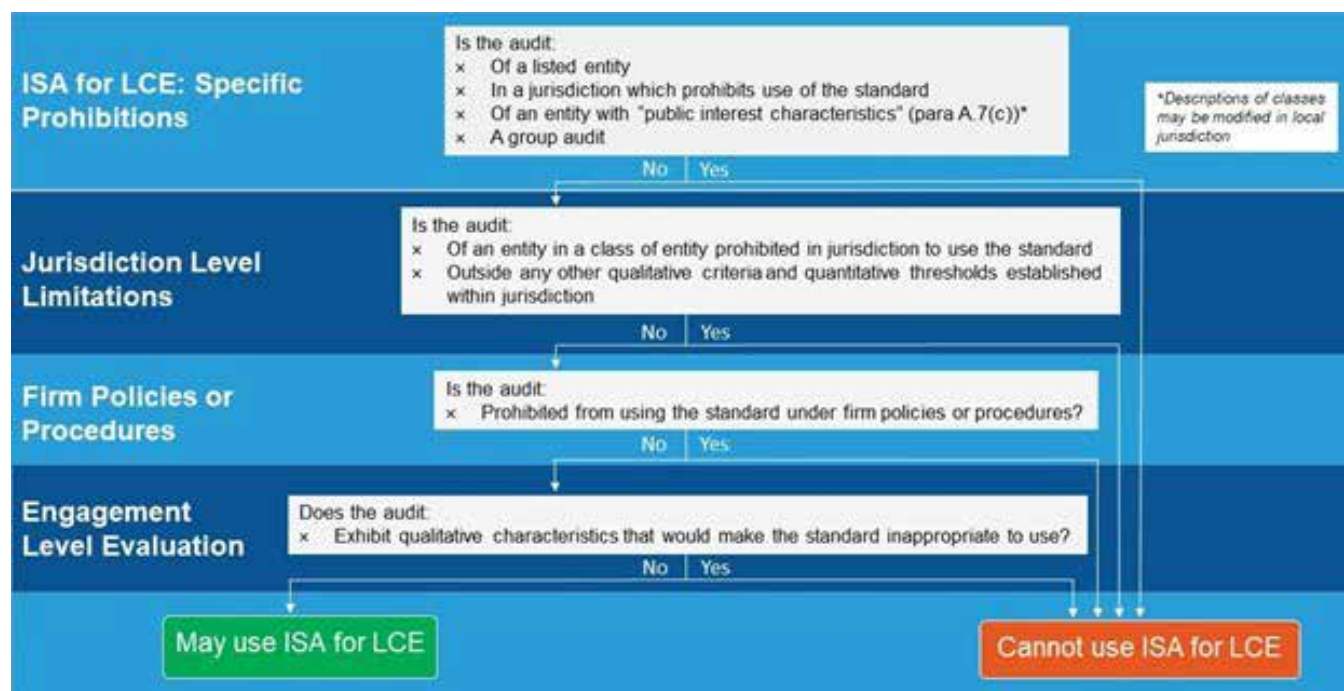 ISA for LCE: Specific
Prohibitions
Is the audit:
× Of a listed entity
× In a jurisdiction which prohibits use of the standard
× Of an entity with "public interest characteristics" (para A.7(c))*
× A group audit
*Descriptions of classes
may be modified in local
jurisdiction
No Yes
Jurisdiction Level
Limitations
Is the audit:
× Of an entity in a class of entity prohibited in jurisdiction to use the standard
× Outside any other qualitative criteria and quantitative thresholds established
within jurisdiction
No Yes
Firm Policies or
Procedures
Is the audit:
× Prohibited from using the standard under firm policies or procedures?
No Yes
Engagement
Level Evaluation
Does the audit:
× Exhibit qualitative characteristics that would make the standard inappropriate to use?
No Yes
May use ISA for LCE
Cannot use ISA for LCE